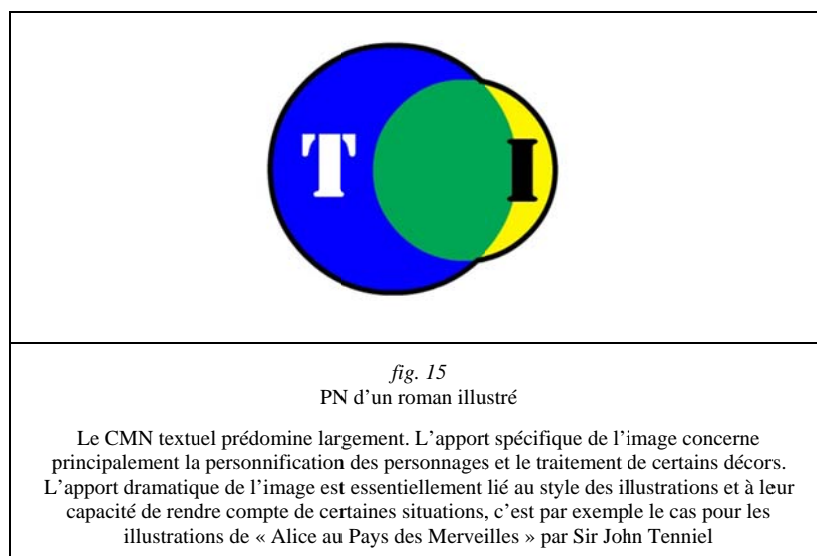 T I
fig. 15
PN d'un roman illustré
Le CMN textuel prédomine largement. L'apport spécifique de l'image concerne
principalement la personnification des personnages et le traitement de certains décors.
L'apport dramatique de l'image est essentiellement lié au style des illustrations et à leur
capacité de rendre compte de certaines situations, c'est par exemple le cas pour les
illustrations de « Alice au Pays des Merveilles » par Sir John Tenniel